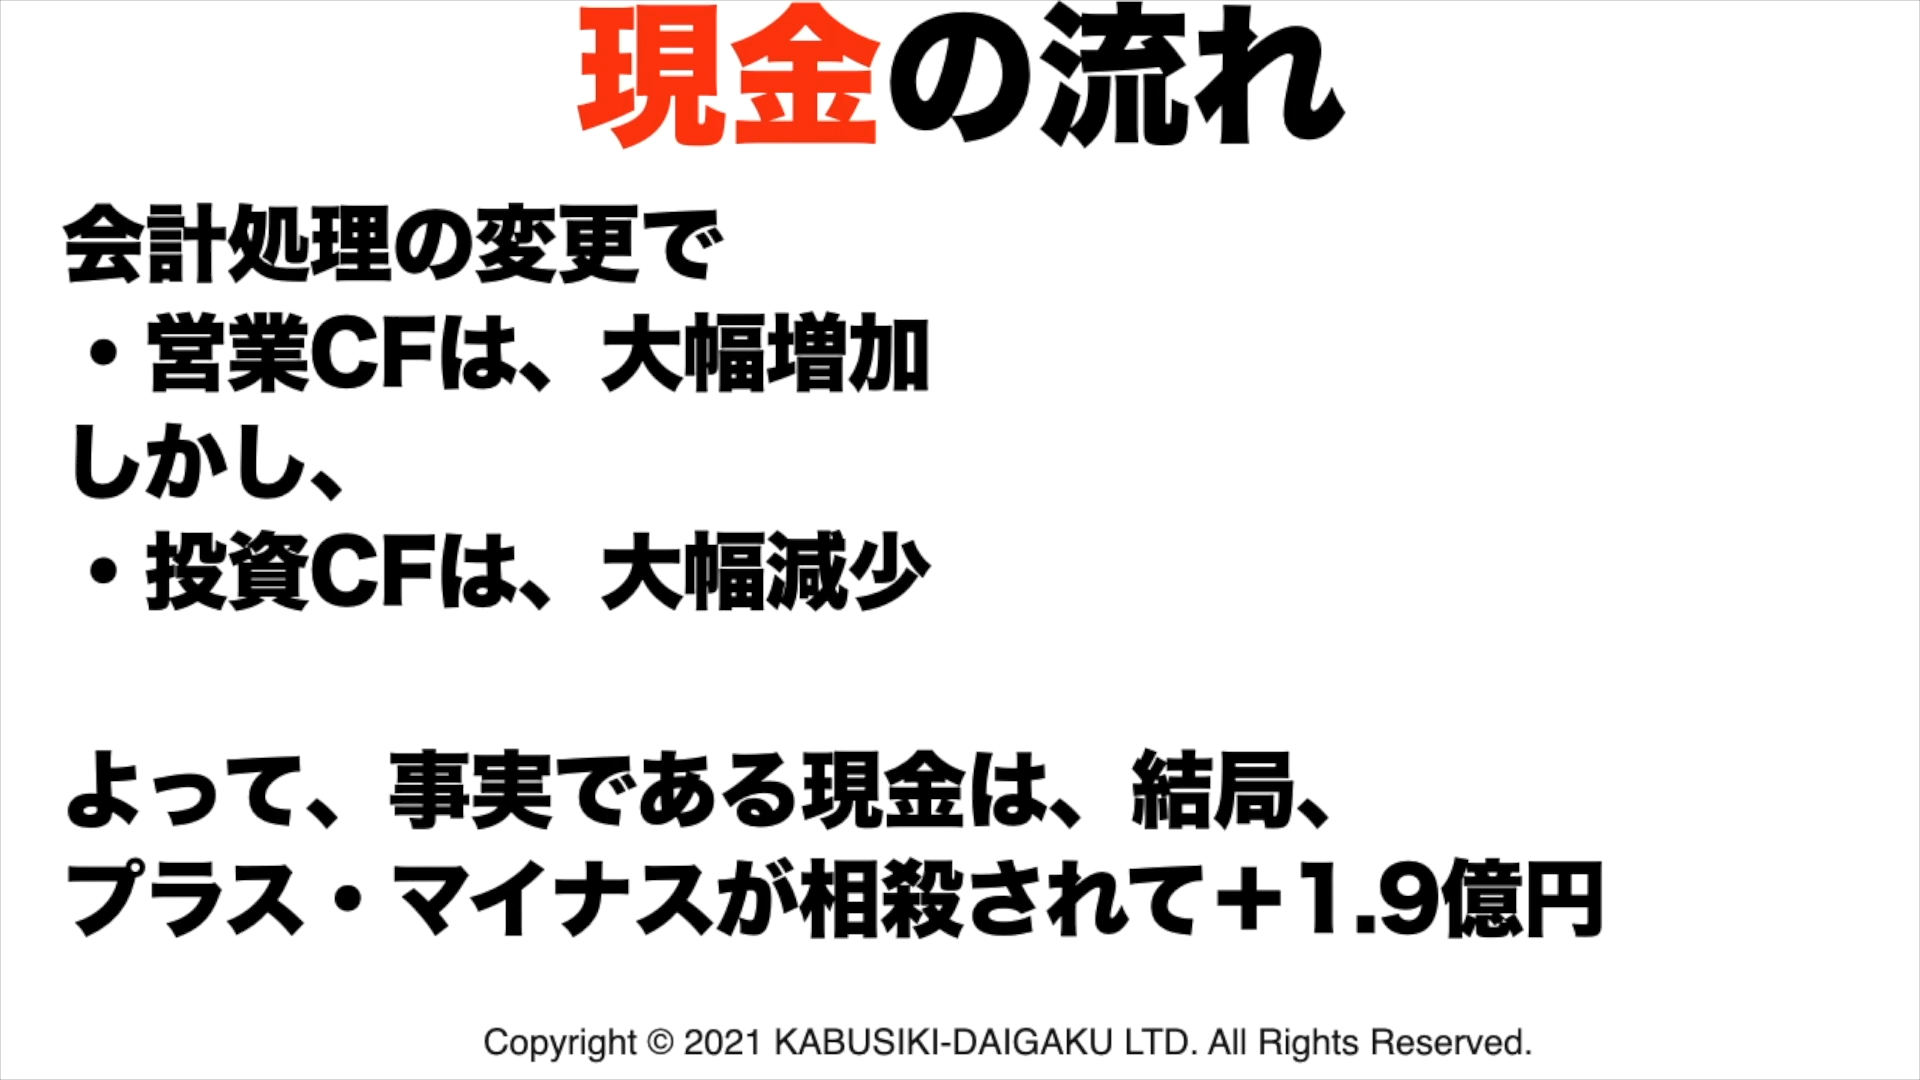 現金の流れ
会計処理の変更で
・営業CFは、大幅増加
しかし、
・投資CFは、大幅減少
よって、事実である現金は、結局、
プラス・マイナスが相殺されて＋1.9億円
Copyright © 2021 KABUSIKI-DAIGAKU LTD. All Rights Reserved.